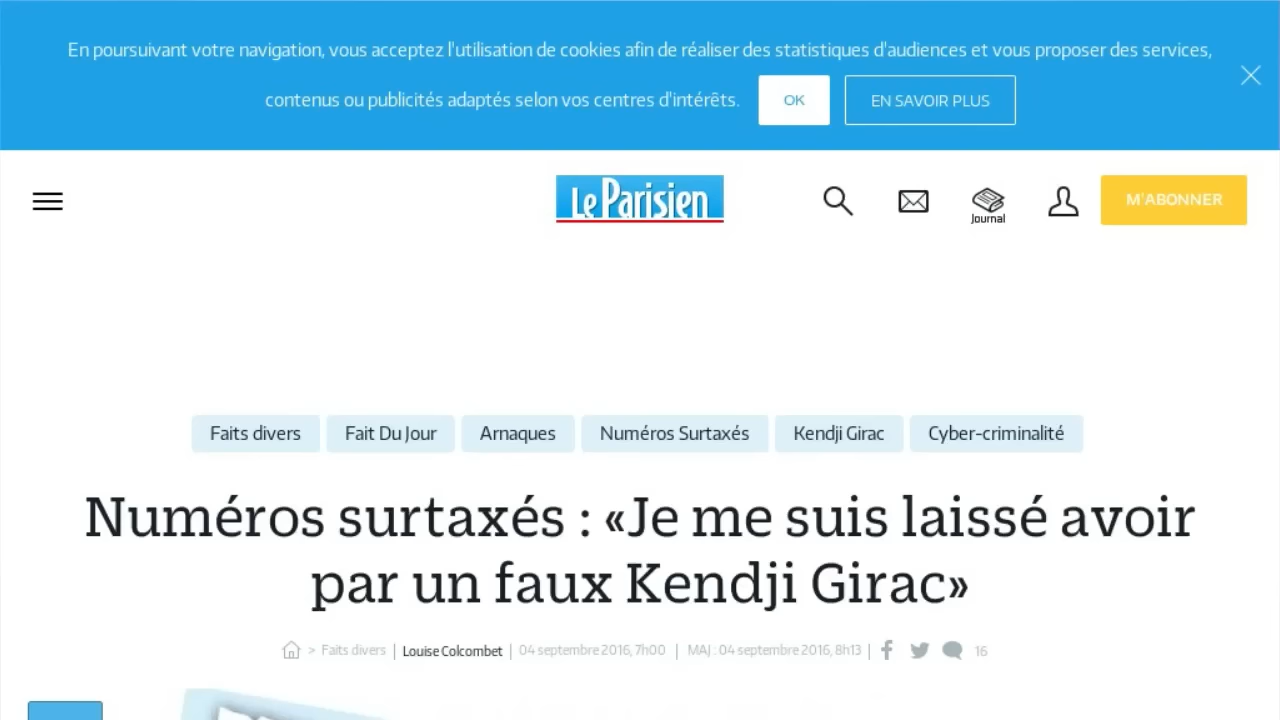 En poursuivant votre navigation, vous acceptez l'utilisation de cookies afin de réaliser des statistiques d'audiences et vous proposer des services,
contenus ou publicités adaptés selon vos centres d'intérêts. OK EN SAVOIR PLUS
Le Parisien Journal M'ABONNER
Faits divers Fait Du Jour Arnaques Numéros Surtaxés Kendji Girac Cyber-criminalité
Numéros surtaxés : «Je me suis laissé avoir
par un faux Kendji Girac»
> Faits divers | Louise Colcombet | 04 septembre 2016, 7h00 | MAJ : 04 septembre 2016, 8h13 | 16